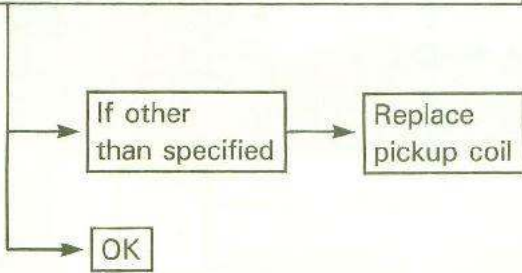 If other
than specified
Replace
pickup coil
OK